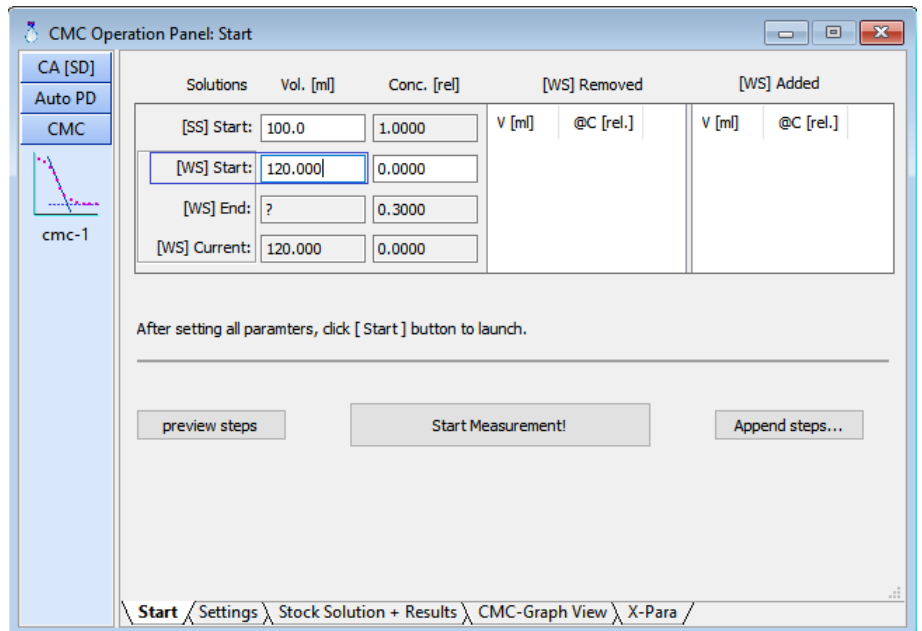 CMC Operation Panel: Start
CA [SD]
Auto PD
CMC
cmc-1
Solutions Vol. [ml] Conc. [rel] [WS] Removed [WS] Added
[SS] Start: 100.0 1.0000 V [ml] @C [rel.] V [ml] @C [rel.]
[WS] Start: 120.000 0.0000
[WS] End: ? 0.3000
[WS] Current: 120.000 0.0000
After setting all paramters, click [ Start ] button to launch.
preview steps Start Measurement! Append steps...
Start Settings Stock Solution + Results CMC-Graph View X-Para